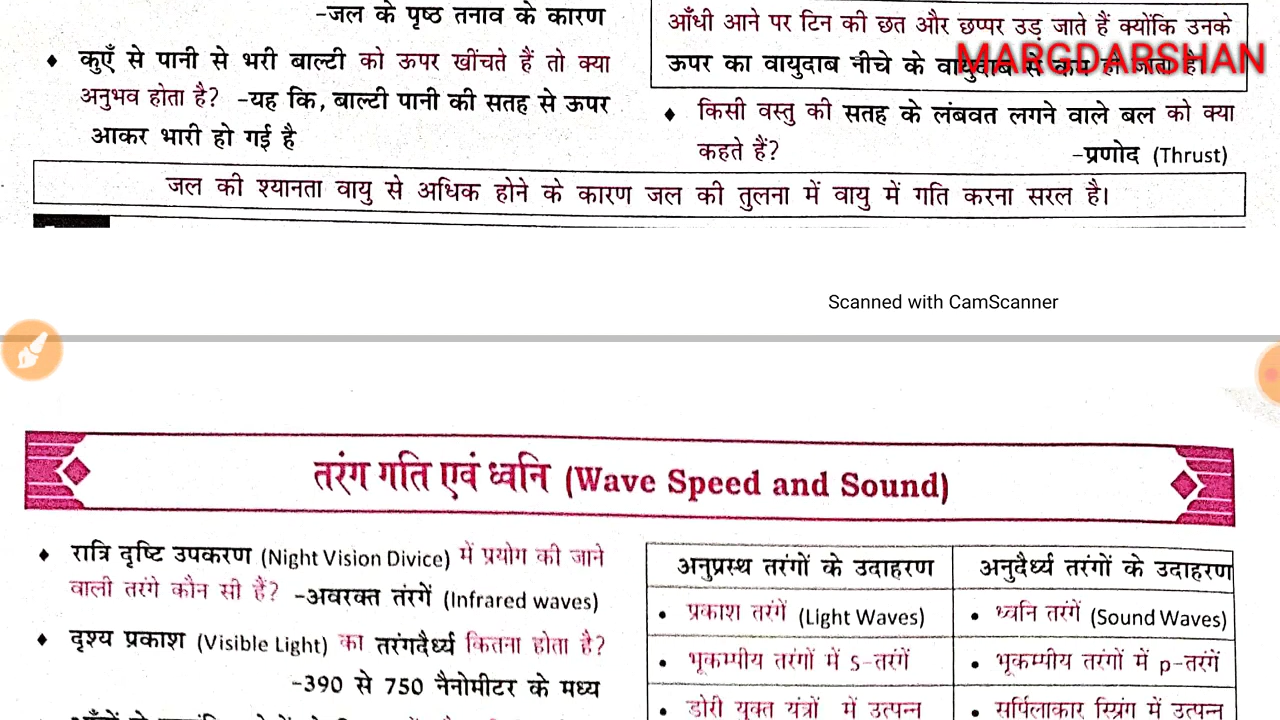 -जल के पृष्ठ तनाव के कारण
♦ कुएँ से पानी से भरी बाल्टी को ऊपर खींचते हैं तो क्या
अनुभव होता है? -यह कि, बाल्टी पानी की सतह से ऊपर
आकर भारी हो गई है
आँधी आने पर टिन की छत और छप्पर उड़ जाते हैं क्योंकि उनके
ऊपर का वायुदाब नीचे के वायुदाब से कम हो जाता है।
MARGDARSHAN
♦ किसी वस्तु की सतह के लंबवत लगने वाले बल को क्या
कहते हैं? -प्रणोद (Thrust)
जल की श्यानता वायु से अधिक होने के कारण जल की तुलना में वायु में गति करना सरल है।
Scanned with CamScanner
तरंग गति एवं ध्वनि (Wave Speed and Sound)
♦ रात्रि दृष्टि उपकरण (Night Vision Divice) में प्रयोग की जाने
वाली तरंगे कौन सी हैं? -अवरक्त तंरगें (Infrared waves)
♦ दृश्य प्रकाश (Visible Light) का तरंगदैर्ध्य कितना होता है?
-390 से 750 नैनोमीटर के मध्य
अनुप्रस्थ तरंगों के उदाहरण अनुदैर्ध्य तरंगों के उदाहरण
• प्रकाश तरंगें (Light Waves) • ध्वनि तरंगें (Sound Waves)
• भूकम्पीय तरंगों में S-तरंगें • भूकम्पीय तरंगों में p-तरंगें
• डोरी युक्त यंत्रों में उत्पन्न • सर्पिलाकार स्प्रिंग में उत्पन्न